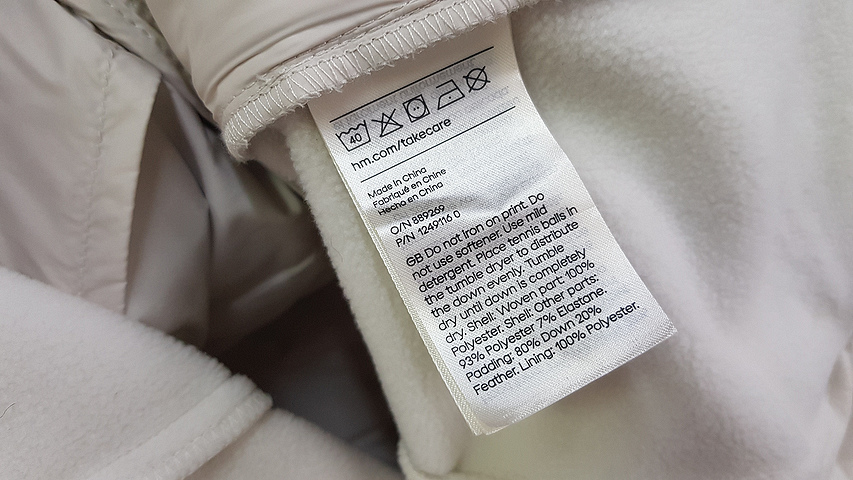 40
hm.com/takecare
Made in China
Fabriqué en Chine
Hecho en China
O/N 889269
P/N 1249116 0
GB Do not iron on print. Do
not use softener. Use mild
detergent. Place tennis balls in
the tumble dryer to distribute
the down evenly. Tumble
dry until down is completely
dry. Shell: Woven part: 100%
Polyester. Shell: Other parts:
93% Polyester 7% Elastane.
Padding: 80% Down 20%
Feather. Lining: 100% Polyester.